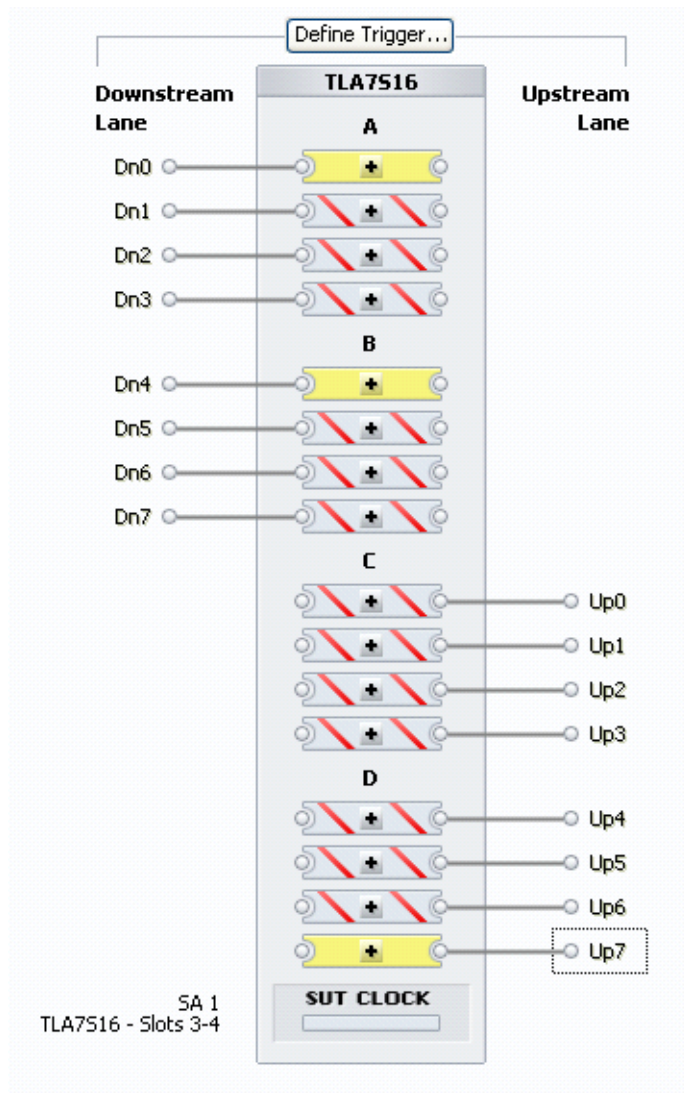 Define Trigger...
TLA7S16
Downstream
Lane
Upstream
Lane
A
Dn0
Dn1
Dn2
Dn3
B
Dn4
Dn5
Dn6
Dn7
C
Up0
Up1
Up2
Up3
D
Up4
Up5
Up6
Up7
SUT CLOCK
SA 1
TLA7S16 - Slots 3-4